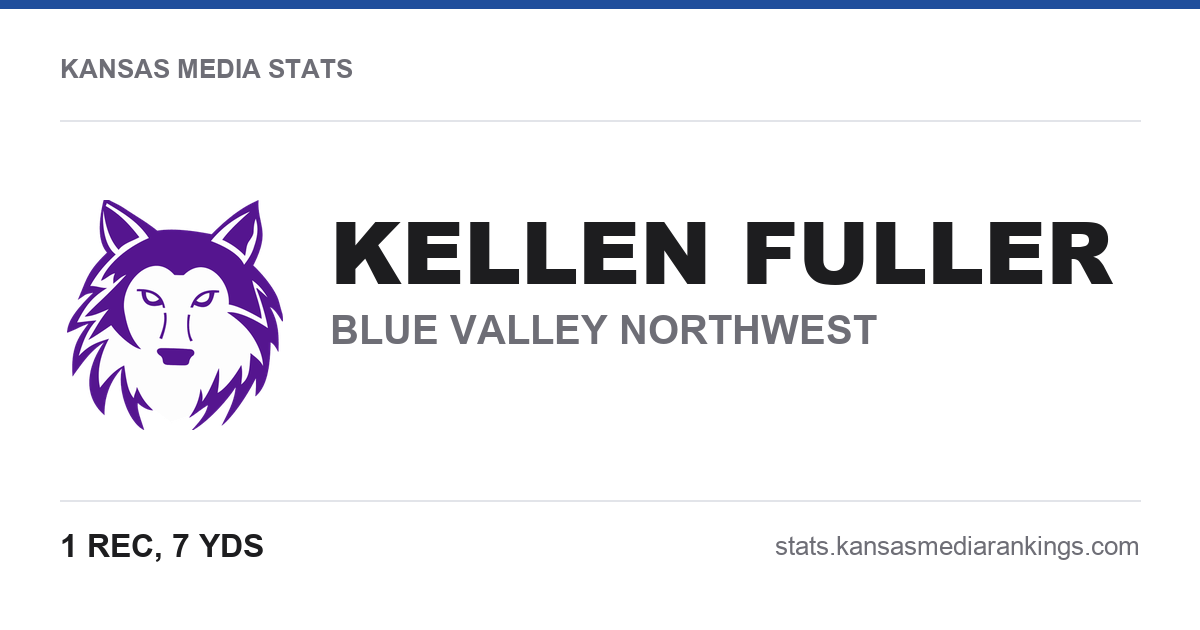 KANSAS MEDIA STATS
KELLEN FULLER
BLUE VALLEY NORTHWEST
1 REC, 7 YDS
stats.kansasmediarankings.com